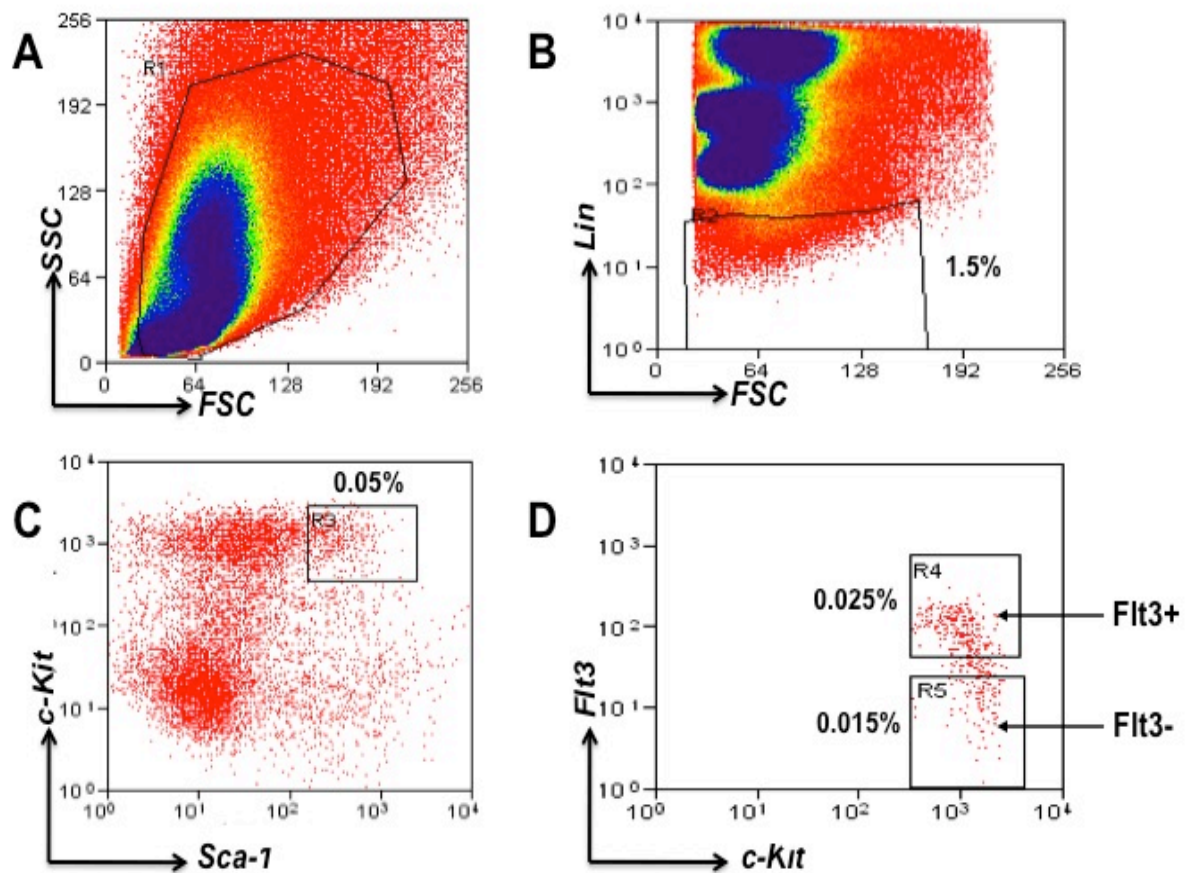 A
SSC
256
192
128
64
0
R1
0 64 128 192 256
FSC
B
Lin
10⁴
10³
10²
10¹
10⁰
R2
1.5%
0 64 128 192 256
FSC
C
c-Kit
10⁴
10³
10²
10¹
10⁰
0.05%
R3
10⁰ 10¹ 10² 10³ 10⁴
Sca-1
D
Flt3
10⁴
10³
10²
10¹
10⁰
R4
0.025%
Flt3+
R5
0.015%
Flt3-
10⁰ 10¹ 10² 10³ 10⁴
c-Kit